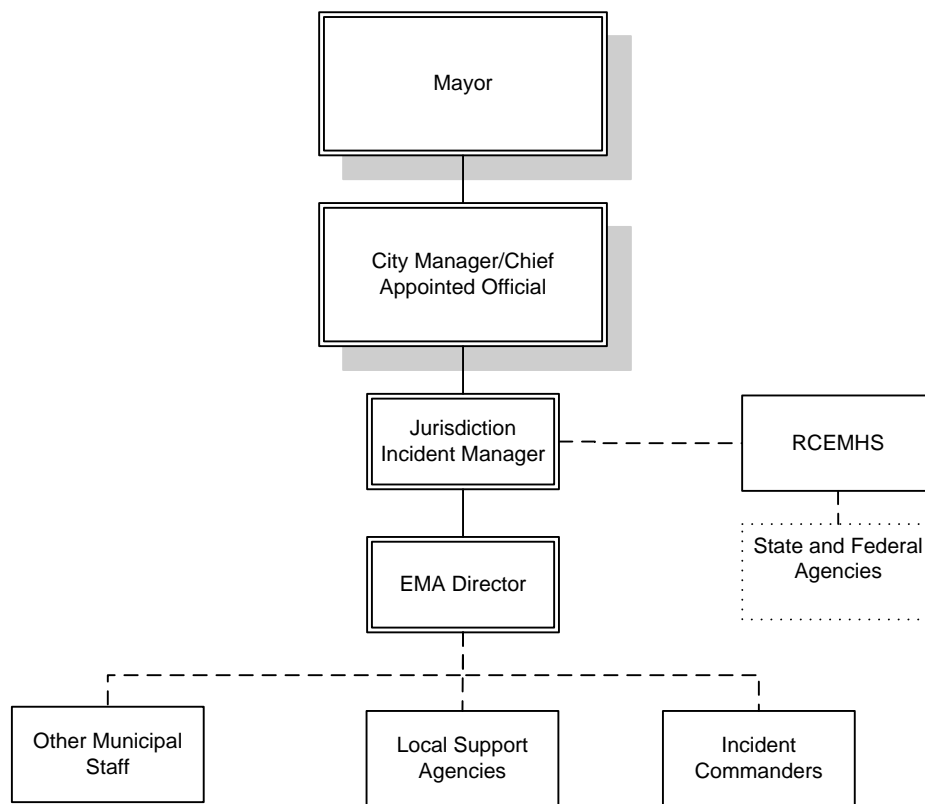 Mayor
City Manager/Chief
Appointed Official
Jurisdiction
Incident Manager
RCEMHS
State and Federal
Agencies
EMA Director
Other Municipal
Staff
Local Support
Agencies
Incident
Commanders